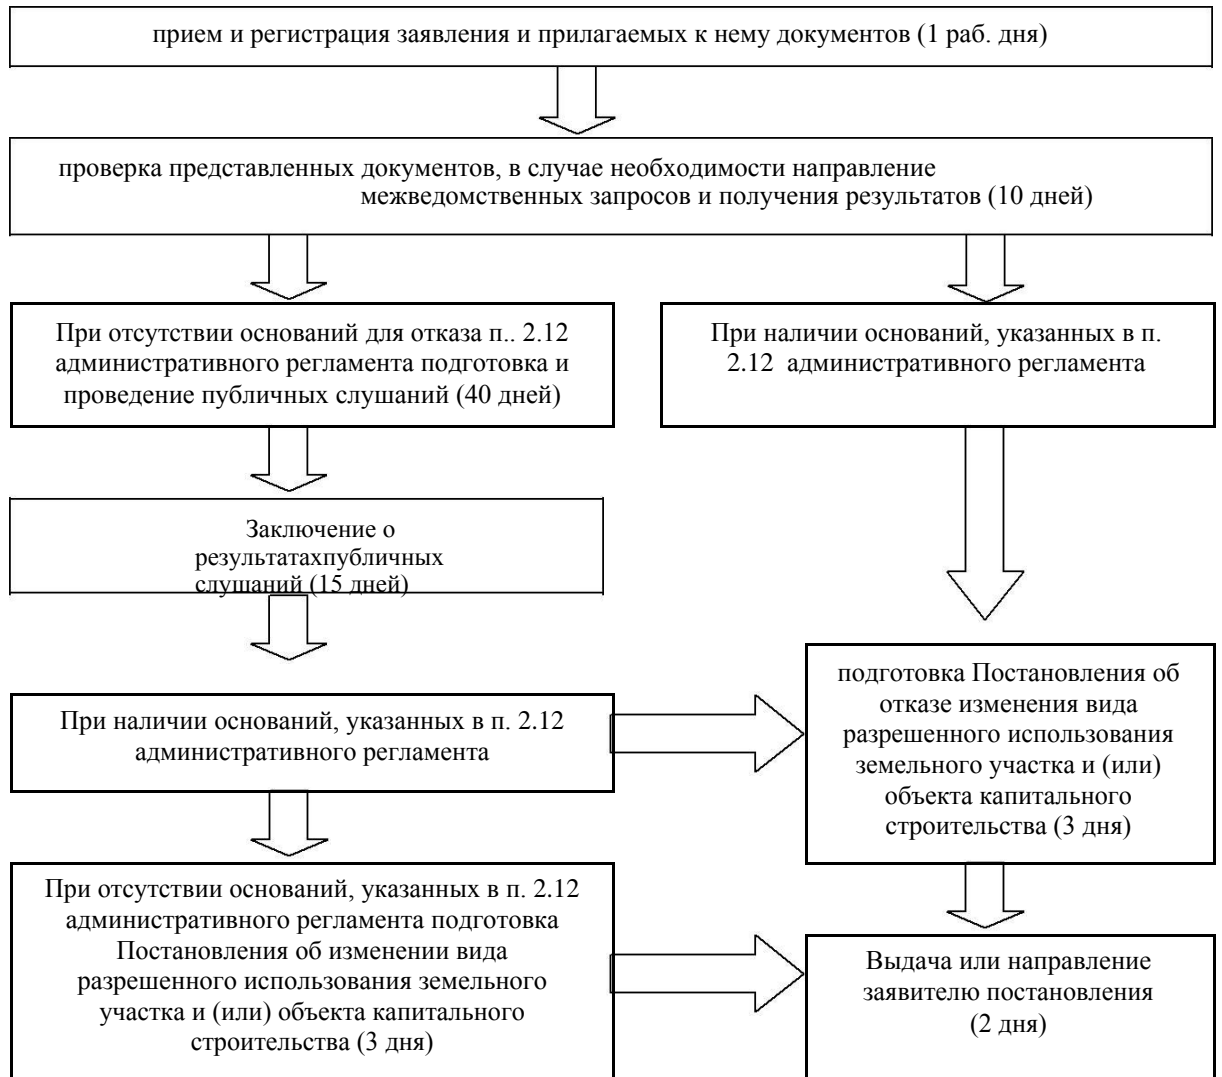 прием и регистрация заявления и прилагаемых к нему документов (1 раб. дня)
проверка представленных документов, в случае необходимости направление
межведомственных запросов и получения результатов (10 дней)
При отсутствии оснований для отказа п.. 2.12
административного регламента подготовка и
проведение публичных слушаний (40 дней)
При наличии оснований, указанных в п.
2.12 административного регламента
Заключение о
результатахпубличных
слушаний (15 дней)
При наличии оснований, указанных в п. 2.12
административного регламента
подготовка Постановления об
отказе изменения вида
разрешенного использования
земельного участка и (или)
объекта капитального
строительства (3 дня)
При отсутствии оснований, указанных в п. 2.12
административного регламента подготовка
Постановления об изменении вида
разрешенного использования земельного
участка и (или) объекта капитального
строительства (3 дня)
Выдача или направление
заявителю постановления
(2 дня)